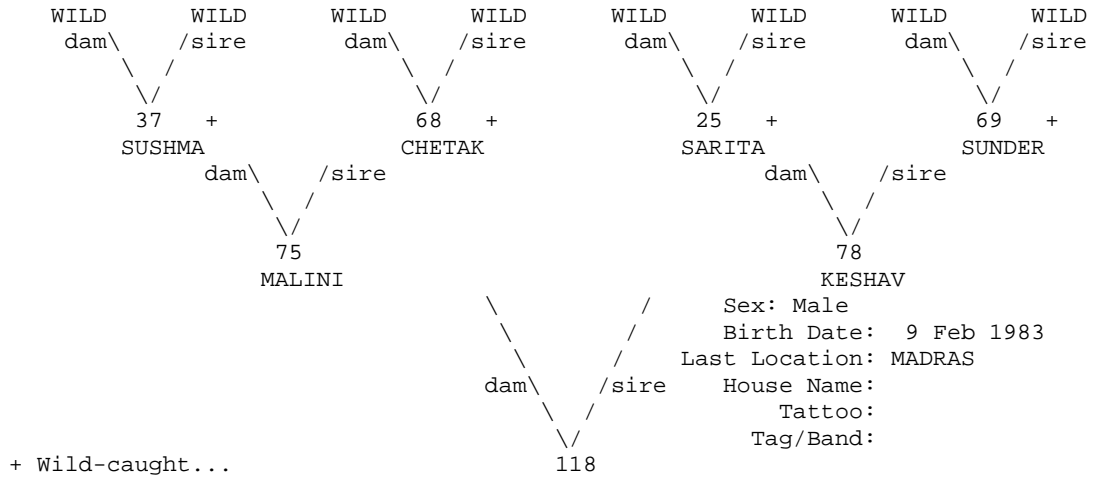 WILD WILD WILD WILD WILD WILD WILD WILD
dam\ /sire dam\ /sire dam\ /sire dam\ /sire
\ / \ / \ / \ /
\/ \/ \/ \/
37 + 68 + 25 + 69 +
SUSHMA CHETAK SARITA SUNDER
dam\ /sire dam\ /sire
\ / \ /
\/ \/
75 78
MALINI KESHAV
\ / Sex: Male
\ / Birth Date: 9 Feb 1983
\ / Last Location: MADRAS
dam\ /sire House Name:
\ / Tattoo:
\/ Tag/Band:
+ Wild-caught... 118